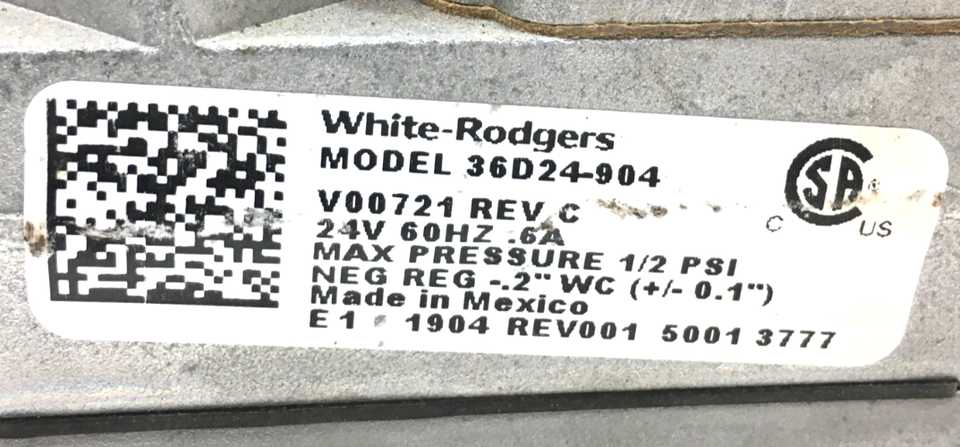 White-Rodgers
MODEL 36D24-904
V00721 REV C
24V 60HZ .6A
MAX PRESSURE 1/2 PSI
NEG REG -.2" WC (+/- 0.1")
Made in Mexico
E1 1904 REV001 5001 3777
SA ®
C US